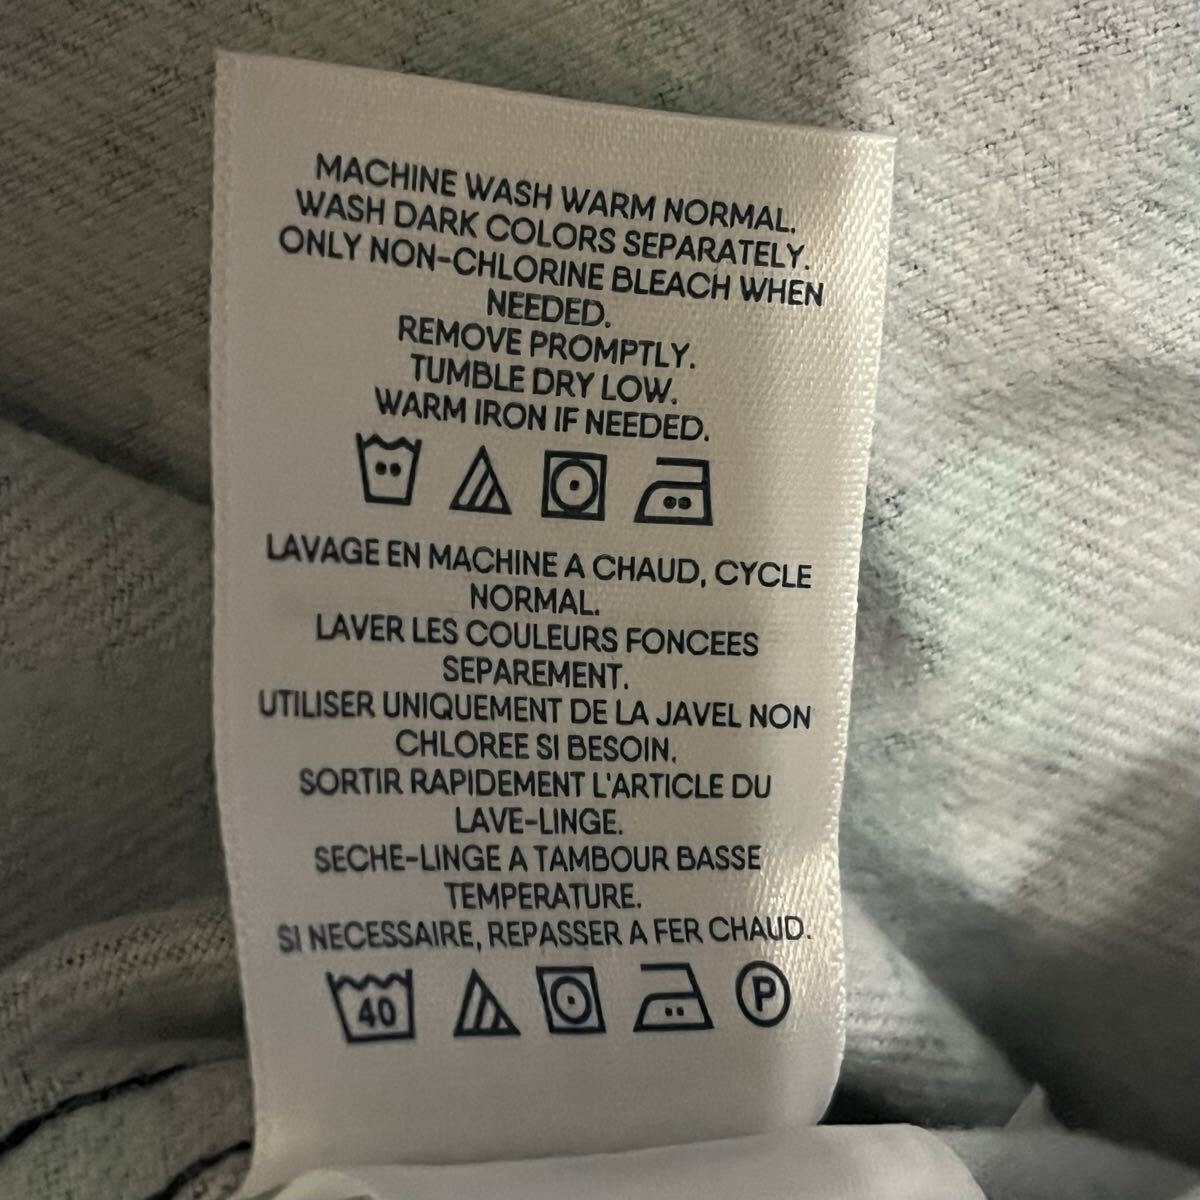 MACHINE WASH WARM NORMAL.
WASH DARK COLORS SEPARATELY.
ONLY NON-CHLORINE BLEACH WHEN
NEEDED.
REMOVE PROMPTLY.
TUMBLE DRY LOW.
WARM IRON IF NEEDED.
LAVAGE EN MACHINE A CHAUD, CYCLE
NORMAL.
LAVER LES COULEURS FONCEES
SEPAREMENT.
UTILISER UNIQUEMENT DE LA JAVEL NON
CHLOREE SI BESOIN.
SORTIR RAPIDEMENT L'ARTICLE DU
LAVE-LINGE.
SECHE-LINGE A TAMBOUR BASSE
TEMPERATURE.
SI NECESSAIRE, REPASSER A FER CHAUD.
40 P